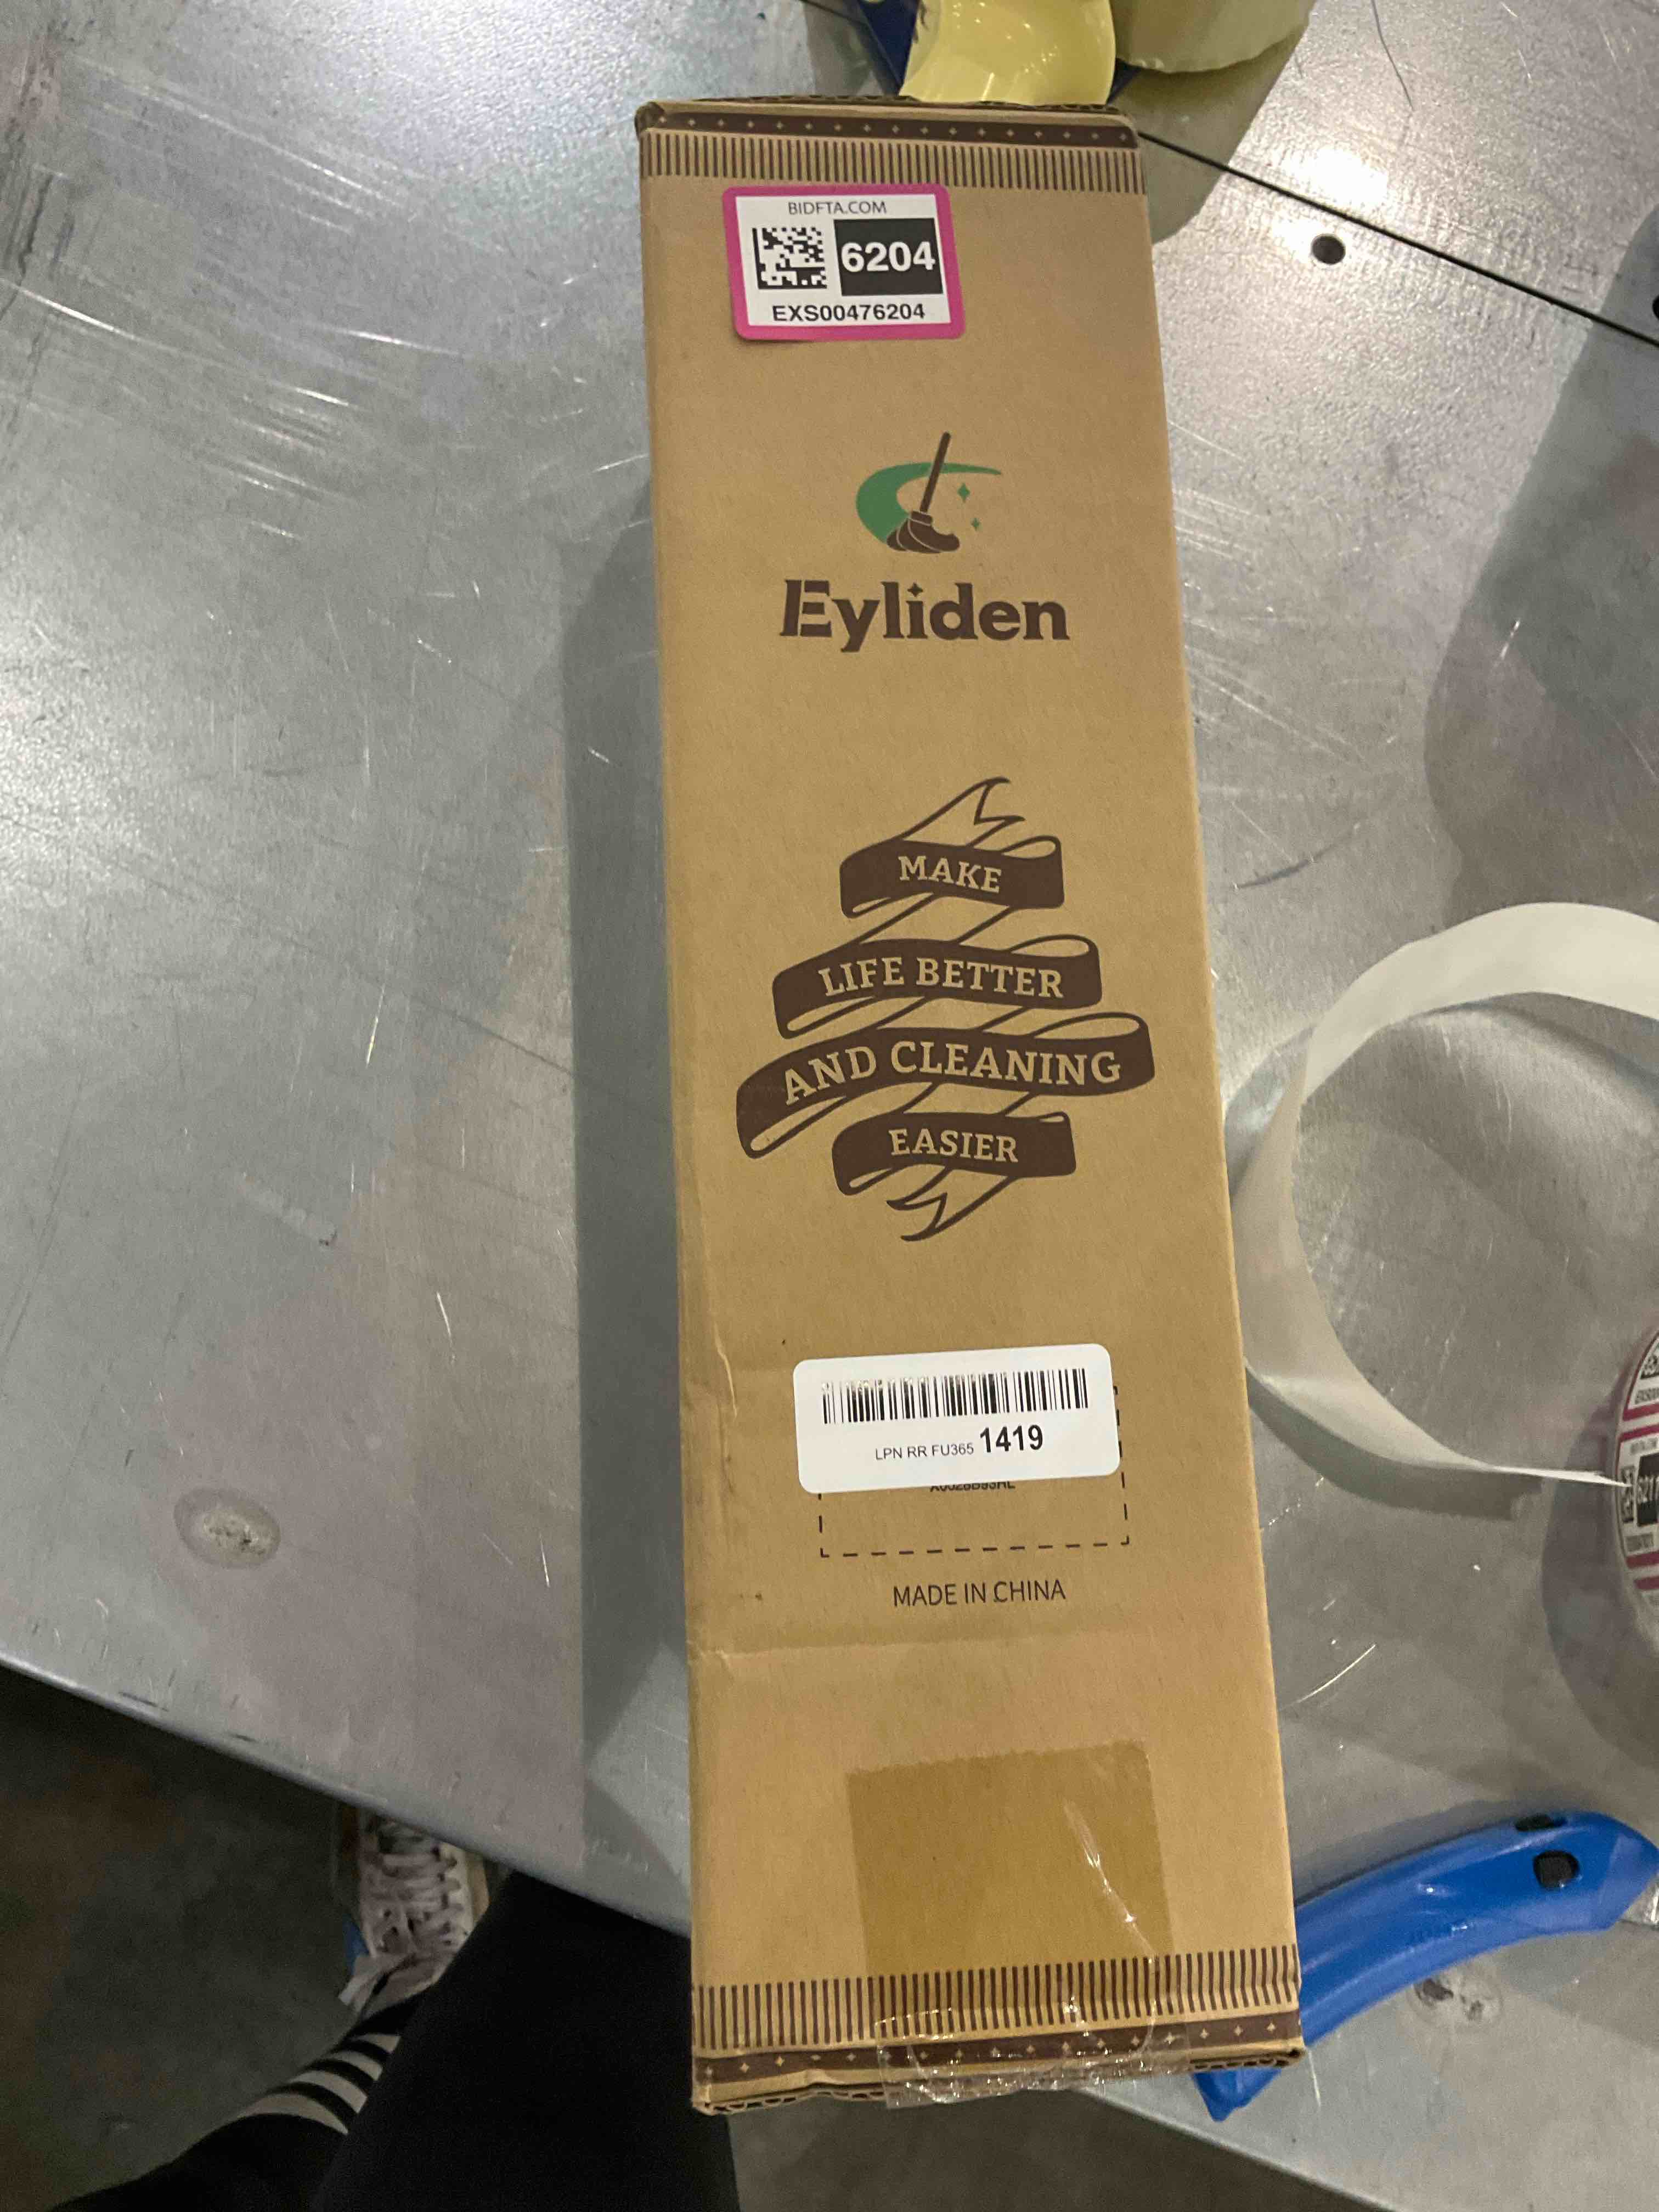 BIDFTA.COM
6204
EXS00476204
Eyliden
MAKE
LIFE BETTER
AND CLEANING
EASIER
LPN RR FU365 1419
MADE IN CHINA